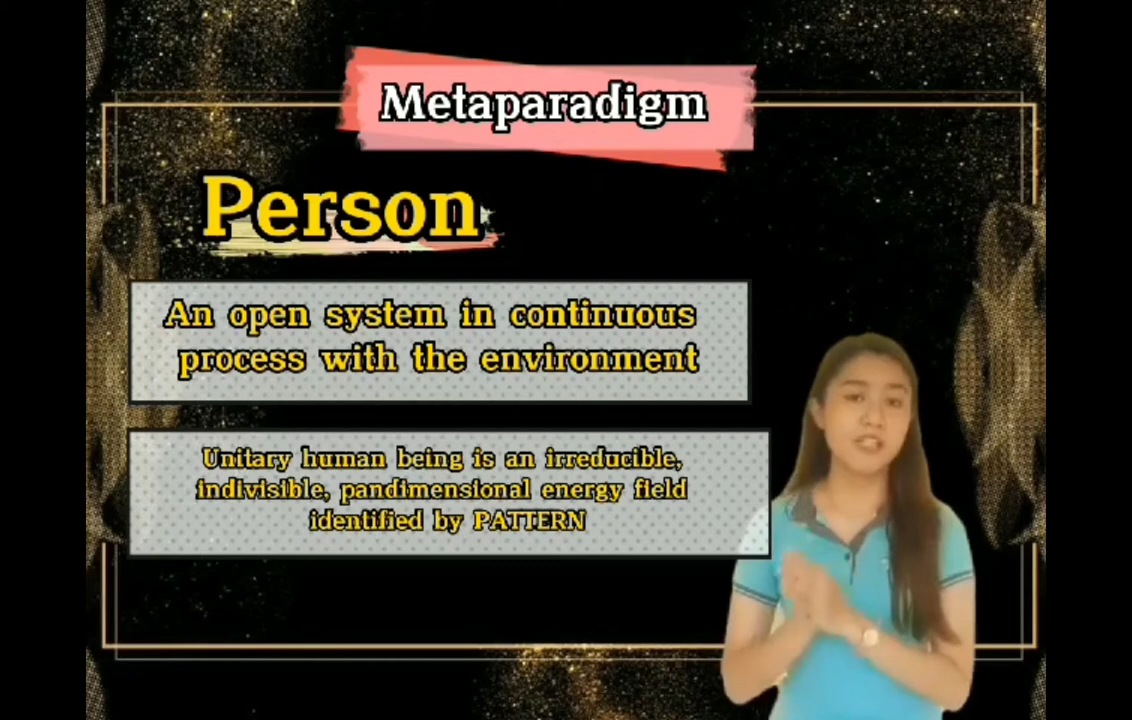 Metaparadigm
Person
An open system in continuous
process with the environment
Unitary human being is an irreducible,
indivisible, pandimensional energy field
identified by PATTERN